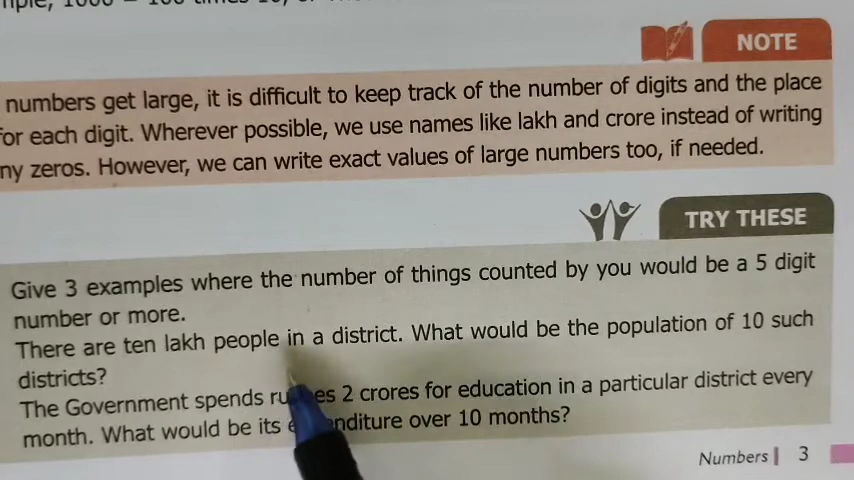 1000 = 100 times 10, or
NOTE
numbers get large, it is difficult to keep track of the number of digits and the place
for each digit. Wherever possible, we use names like lakh and crore instead of writing
ny zeros. However, we can write exact values of large numbers too, if needed.
TRY THESE
Give 3 examples where the number of things counted by you would be a 5 digit
number or more.
There are ten lakh people in a district. What would be the population of 10 such
districts?
The Government spends ru es 2 crores for education in a particular district every
month. What would be its e nditure over 10 months?
Numbers 3